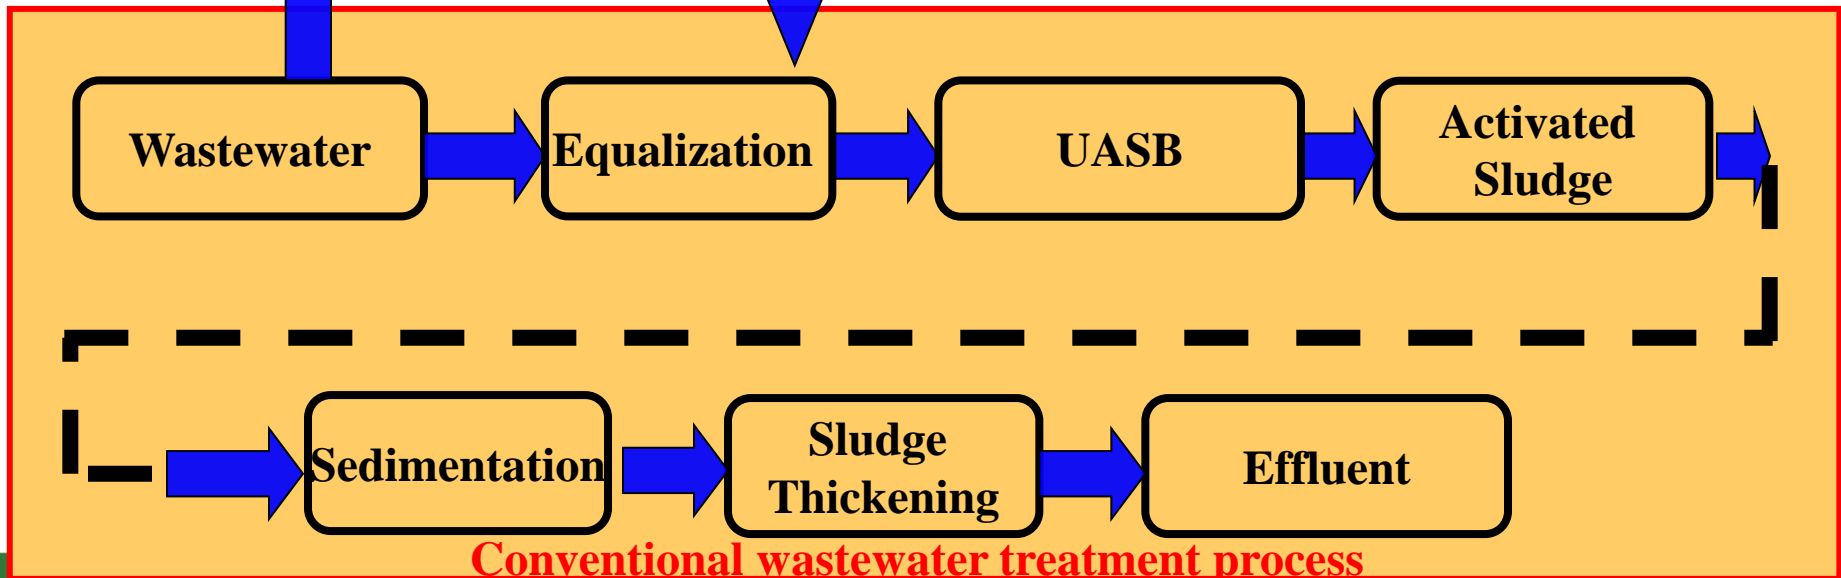 Wastewater
Equalization
UASB
Activated
Sludge
Sedimentation
Sludge
Thickening
Effluent
Conventional wastewater treatment process